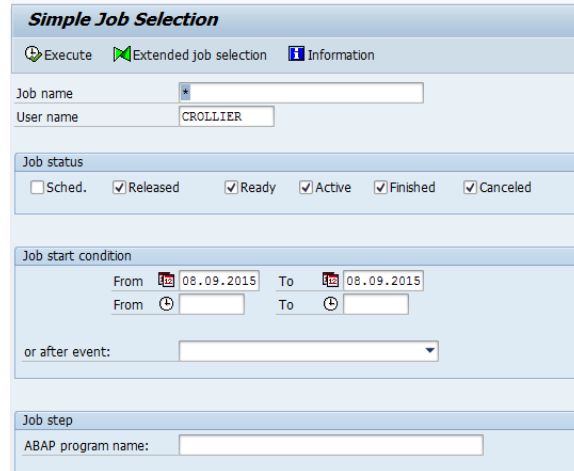 Simple Job Selection
Execute Extended job selection Information
Job name *
User name CROLLIER
Job status
Sched. Released Ready Active Finished Canceled
Job start condition
From 08.09.2015 To 08.09.2015
From To
or after event:
Job step
ABAP program name: